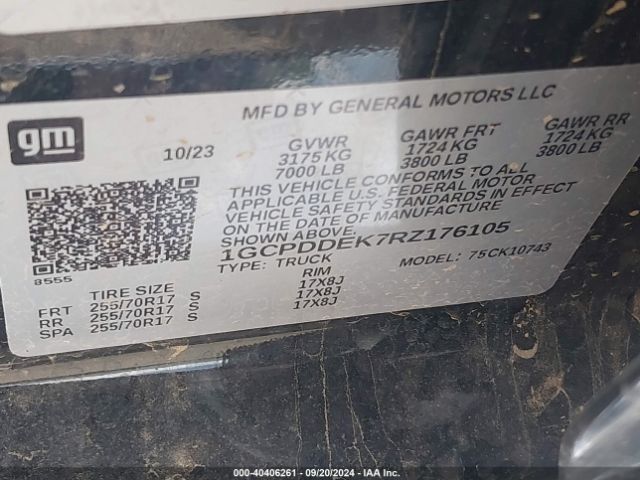 MFD BY GENERAL MOTORS LLC
gm
10/23
GVWR
3175 KG
7000 LB
GAWR FRT
1724 KG
3800 LB
GAWR RR
1724 KG
3800 LB
THIS VEHICLE CONFORMS TO ALL
APPLICABLE U.S. FEDERAL MOTOR
VEHICLE SAFETY STANDARDS IN EFFECT
ON THE DATE OF MANUFACTURE
SHOWN ABOVE.
1GCPDDEK7RZ176105
TYPE: TRUCK
MODEL: 75CK10743
8555
TIRE SIZE RIM
FRT 255/70R17 S 17X8J
RR 255/70R17 S 17X8J
SPA 255/70R17 S 17X8J
000-40406261 - 09/20/2024 - IAA Inc.